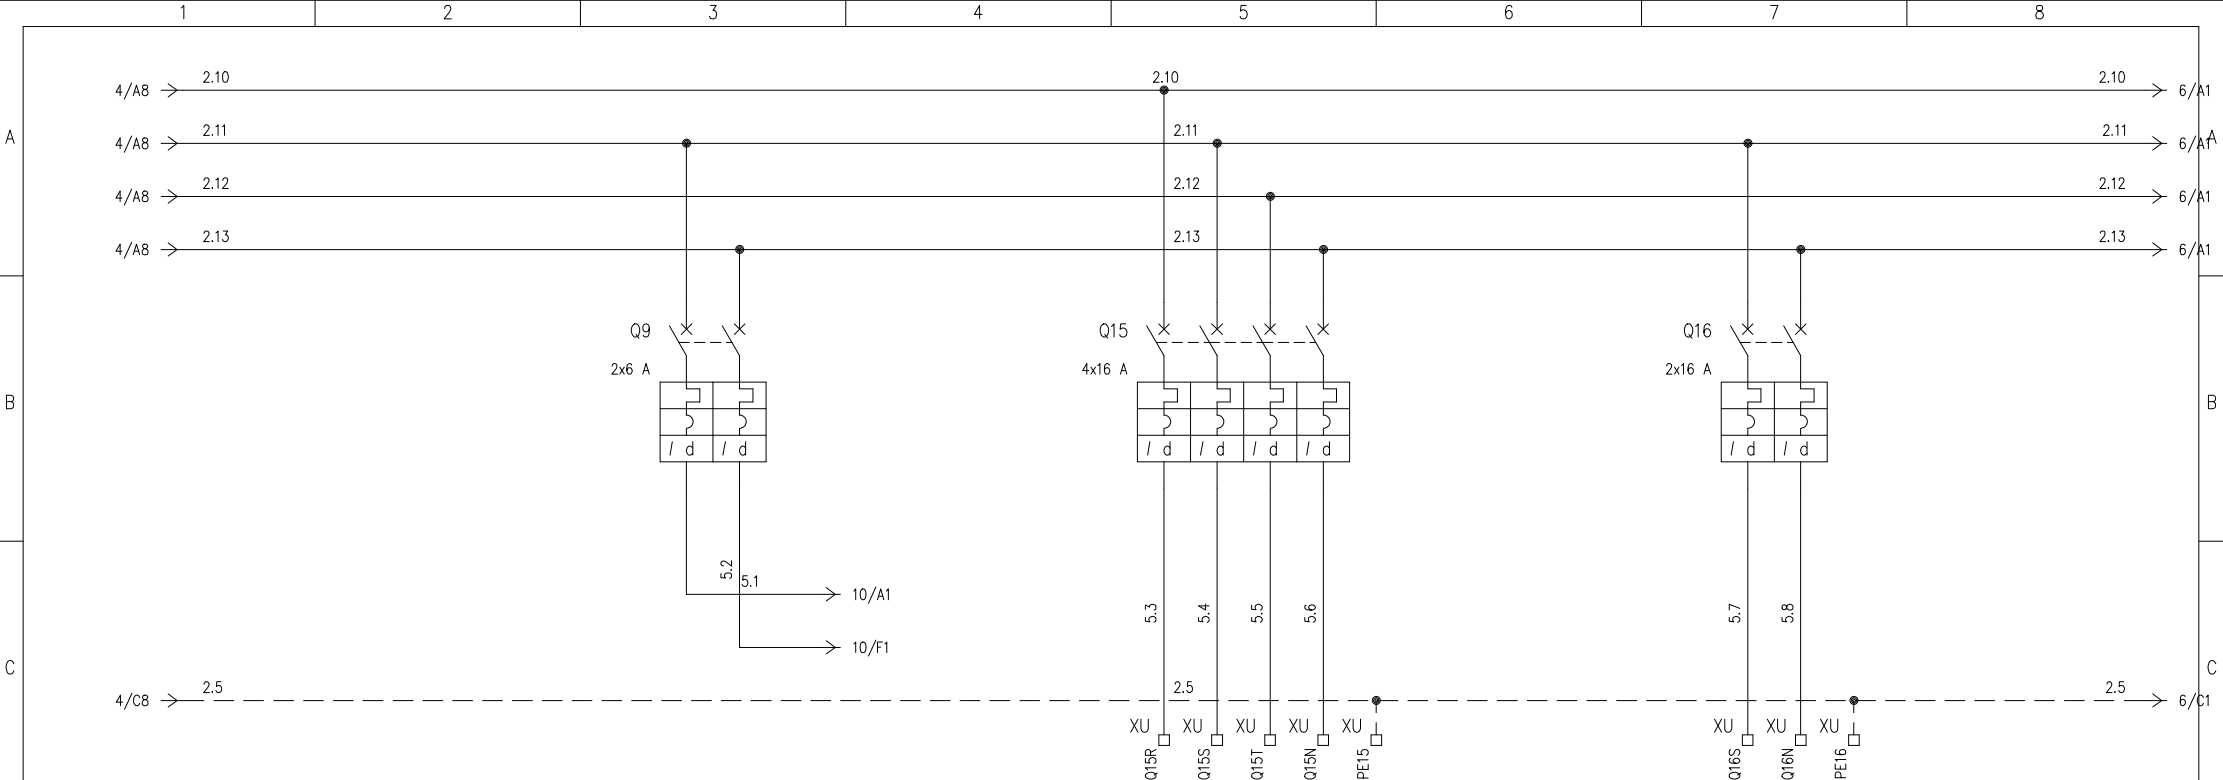 1 2 3 4 5 6 7 8
2.10 2.10 2.10
4/A8 6/A1
2.11 2.11 2.11
A 4/A8 6/A1 A
2.12 2.12 2.12
4/A8 6/A1
2.13 2.13 2.13
4/A8 6/A1
Q9 Q15 Q16
2x6 A 4x16 A 2x16 A
B B
I d I d I d I d I d I d I d I d
5.2
5.1
10/A1
5.3 5.4 5.5 5.6 5.7 5.8
10/F1
C C
2.5 2.5 2.5
4/C8 6/C1
XU XU XU XU XU XU XU XU
Q15R Q15S Q15T Q15N PE15 Q16S Q16N PE16